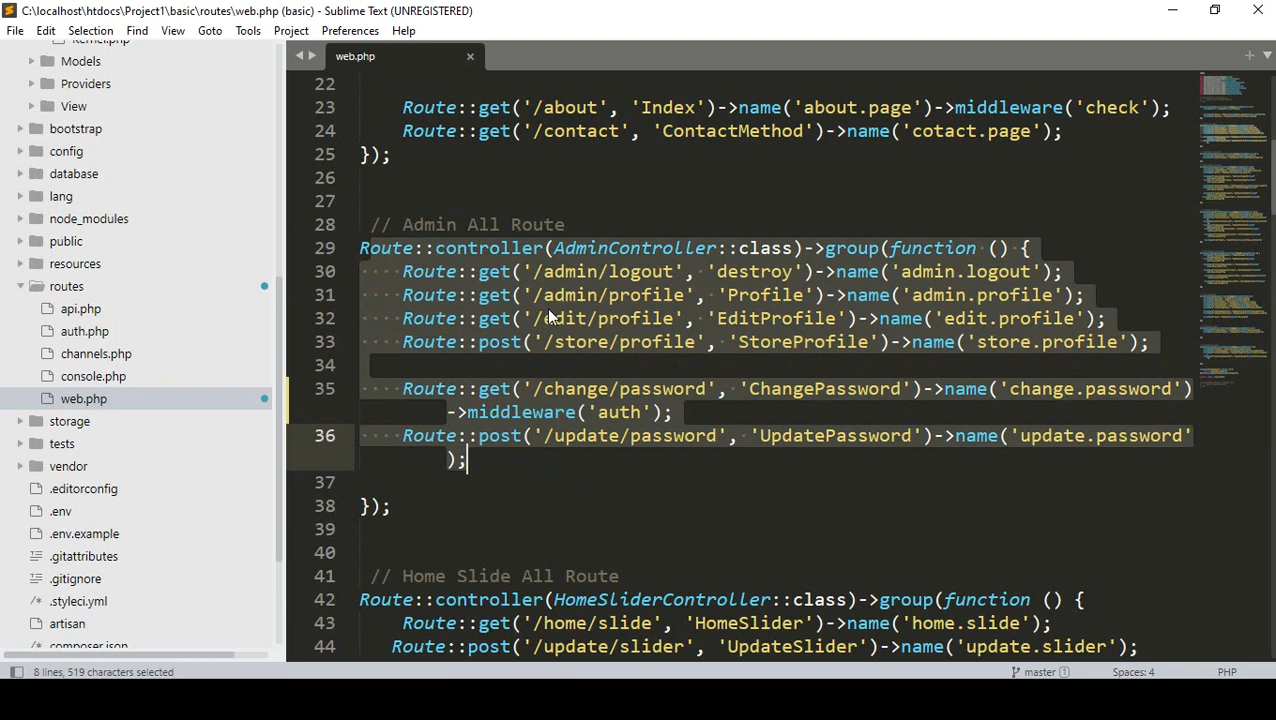 C:\localhost\htdocs\Project1\basic\routes\web.php (basic) - Sublime Text (UNREGISTERED)
File Edit Selection Find View Goto Tools Project Preferences Help
Kernel.php
Models
Providers
View
bootstrap
config
database
lang
node_modules
public
resources
routes
api.php
auth.php
channels.php
console.php
web.php
storage
tests
vendor
.editorconfig
.env
.env.example
.gitattributes
.gitignore
/* .styleci.yml
artisan
composer.json
web.php
22
23 Route::get('/about', 'Index')->name('about.page')->middleware('check');
24 Route::get('/contact', 'ContactMethod')->name('cotact.page');
25 });
26
27
28 // Admin All Route
29 Route::controller(AdminController::class)->group(function () {
30 Route::get('/admin/logout', 'destroy')->name('admin.logout');
31 Route::get('/admin/profile', 'Profile')->name('admin.profile');
32 Route::get('/edit/profile', 'EditProfile')->name('edit.profile');
33 Route::post('/store/profile', 'StoreProfile')->name('store.profile');
34
35 Route::get('/change/password', 'ChangePassword')->name('change.password')
->middleware('auth');
36 Route::post('/update/password', 'UpdatePassword')->name('update.password'
);
37
38 });
39
40
41 // Home Slide All Route
42 Route::controller(HomeSliderController::class)->group(function () {
43 Route::get('/home/slide', 'HomeSlider')->name('home.slide');
44 Route::post('/update/slider', 'UpdateSlider')->name('update.slider');
8 lines, 519 characters selected
master 1
Spaces: 4
PHP